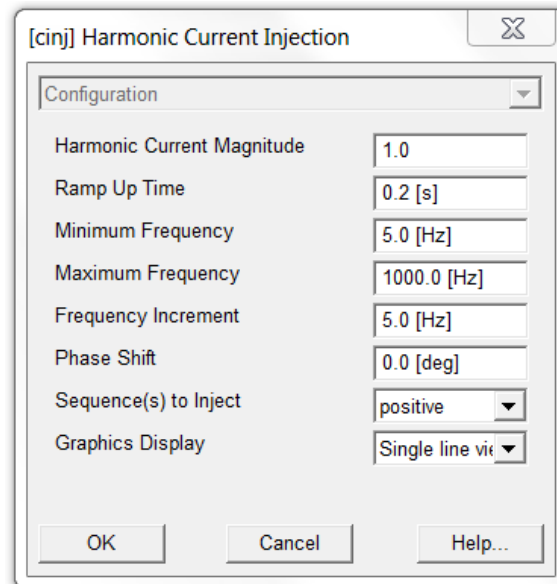 [cinj] Harmonic Current Injection
Configuration
Harmonic Current Magnitude 1.0
Ramp Up Time 0.2 [s]
Minimum Frequency 5.0 [Hz]
Maximum Frequency 1000.0 [Hz]
Frequency Increment 5.0 [Hz]
Phase Shift 0.0 [deg]
Sequence(s) to Inject positive
Graphics Display Single line vie
OK Cancel Help...